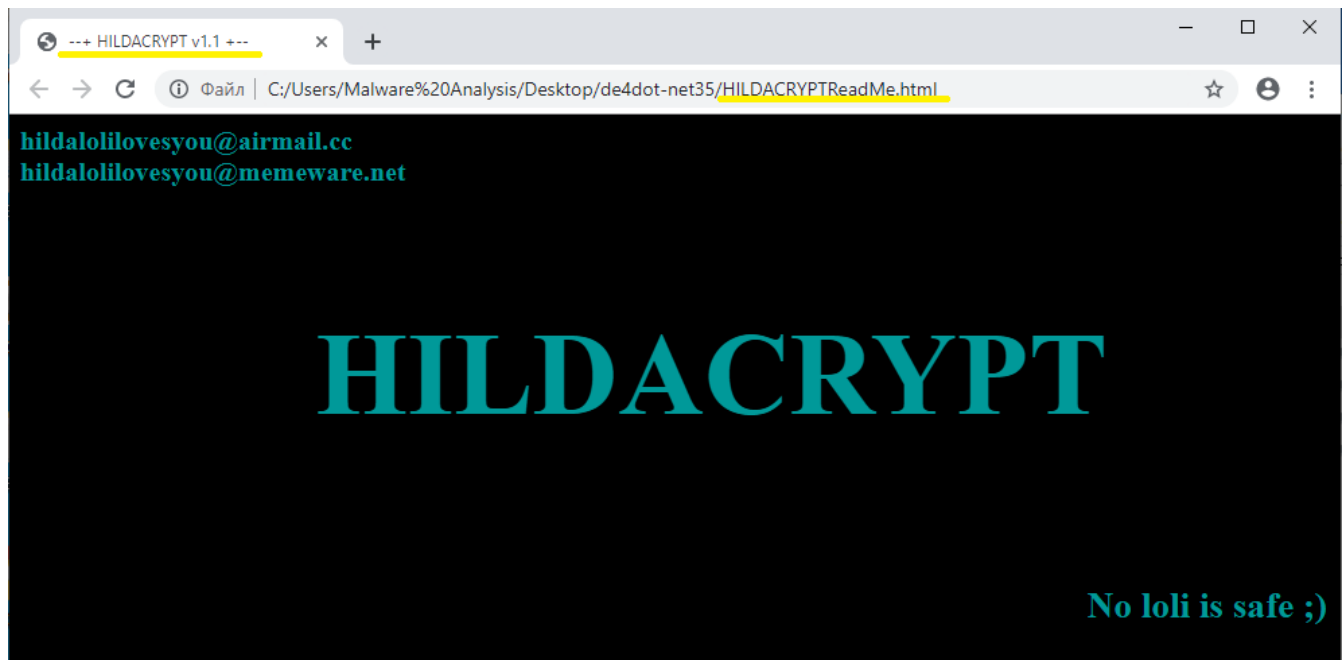 --+ HILDACRYPT v1.1 +--
Файл | C:/Users/Malware%20Analysis/Desktop/de4dot-net35/HILDACRYPTReadMe.html
hildalolilovesyou@airmail.cc
hildalolilovesyou@memeware.net
HILDACRYPT
No loli is safe ;)